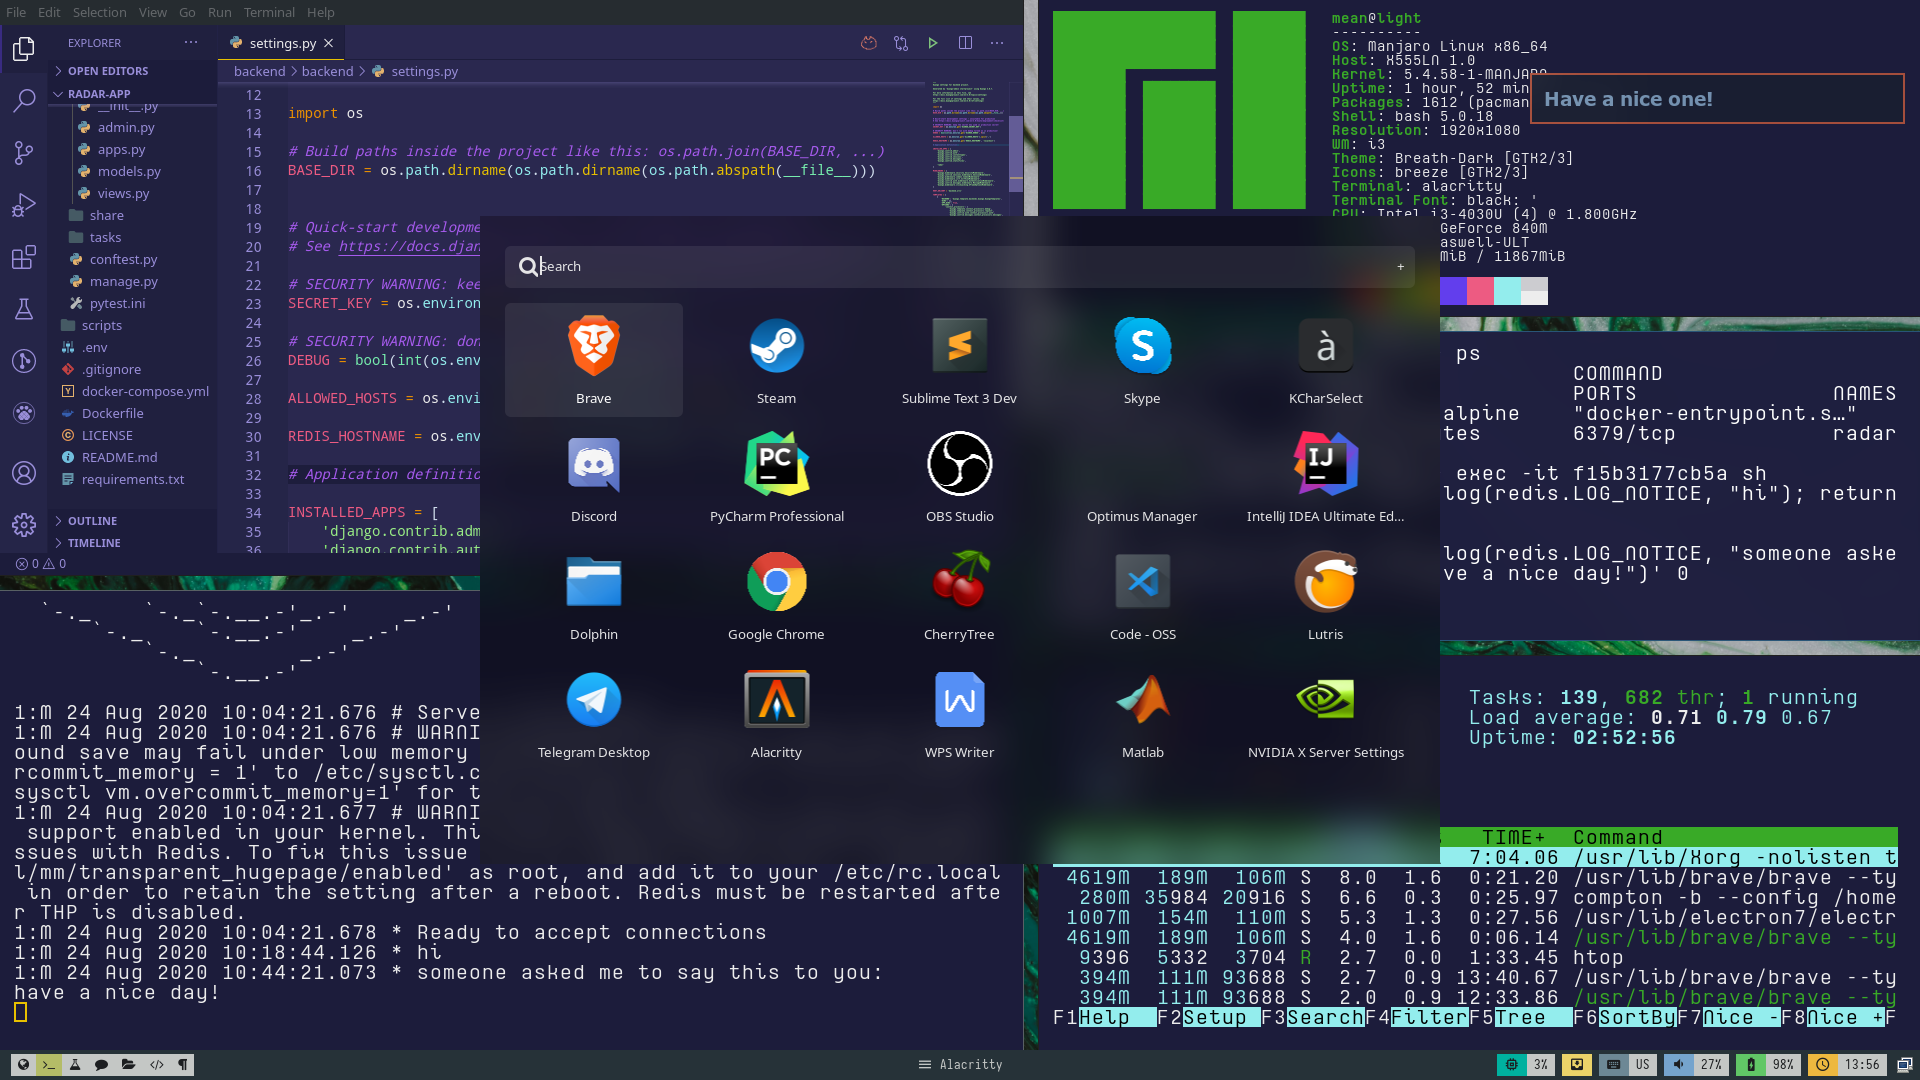 File Edit Selection View Go Run Terminal Help
EXPLORER ...
OPEN EDITORS
RADAR-APP
__init__.py
admin.py
apps.py
models.py
views.py
share
tasks
conftest.py
manage.py
pytest.ini
scripts
.env
.gitignore
docker-compose.yml
Dockerfile
LICENSE
README.md
requirements.txt
OUTLINE
TIMELINE
0 0
settings.py
backend > backend > settings.py
12
13 import os
14
15 # Build paths inside the project like this: os.path.join(BASE_DIR, ...)
16 BASE_DIR = os.path.dirname(os.path.dirname(os.path.abspath(__file__)))
17
18
19 # Quick-start developme
20 # See https://docs.djan
21
22 # SECURITY WARNING: kee
23 SECRET_KEY = os.environ
24
25 # SECURITY WARNING: don
26 DEBUG = bool(int(os.env
27
28 ALLOWED_HOSTS = os.envi
29
30 REDIS_HOSTNAME = os.env
31
32 # Application definitio
33
34 INSTALLED_APPS = [
35 'django.contrib.adm
36 'django.contrib.aut
mean@light
----------
OS: Manjaro Linux x86_64
Host: X555LN 1.0
Kernel: 5.4.58-1-MANJARO
Uptime: 1 hour, 52 min
Packages: 1612 (pacman
Shell: bash 5.0.18
Resolution: 1920x1080
WM: i3
Theme: Breath-Dark [GTK2/3]
Icons: breeze [GTK2/3]
Terminal: alacritty
Terminal Font: black: '
CPU: Intel i3-4030U (4) @ 1.800GHz
GeForce 840M
aswell-ULT
MiB / 11867MiB
Have a nice one!
Search +
Brave
Steam
Sublime Text 3 Dev
Skype
à
KCharSelect
Discord
PC
PyCharm Professional
OBS Studio
Optimus Manager
IJ
IntelliJ IDEA Ultimate Ed...
Dolphin
Google Chrome
CherryTree
Code - OSS
Lutris
Telegram Desktop
Alacritty
WPS Writer
Matlab
NVIDIA X Server Settings
ps
COMMAND
PORTS NAMES
alpine "docker-entrypoint.s…"
tes 6379/tcp radar
exec -it f15b3177cb5a sh
log(redis.LOG_NOTICE, "hi"); return
log(redis.LOG_NOTICE, "someone aske
ve a nice day!")' 0
1:M 24 Aug 2020 10:04:21.676 # Serve
1:M 24 Aug 2020 10:04:21.676 # WARNI
ound save may fail under low memory
rcommit_memory = 1' to /etc/sysctl.c
sysctl vm.overcommit_memory=1' for t
1:M 24 Aug 2020 10:04:21.677 # WARNI
support enabled in your kernel. Thi
ssues with Redis. To fix this issue
l/mm/transparent_hugepage/enabled' as root, and add it to your /etc/rc.local
in order to retain the setting after a reboot. Redis must be restarted afte
r THP is disabled.
1:M 24 Aug 2020 10:04:21.678 * Ready to accept connections
1:M 24 Aug 2020 10:18:44.126 * hi
1:M 24 Aug 2020 10:44:21.073 * someone asked me to say this to you:
have a nice day!
Tasks: 139, 682 thr; 1 running
Load average: 0.71 0.79 0.67
Uptime: 02:52:56
TIME+ Command
7:04.06 /usr/lib/Xorg -nolisten t
4619M 189M 106M S 8.0 1.6 0:21.20 /usr/lib/brave/brave --ty
280M 35984 20916 S 6.6 0.3 0:25.97 compton -b --config /home
1007M 154M 110M S 5.3 1.3 0:27.56 /usr/lib/electron7/electr
4619M 189M 106M S 4.0 1.6 0:06.14 /usr/lib/brave/brave --ty
9396 5332 3704 R 2.7 0.0 1:33.45 htop
394M 111M 93688 S 2.7 0.9 13:40.67 /usr/lib/brave/brave --ty
394M 111M 93688 S 2.0 0.9 12:33.86 /usr/lib/brave/brave --ty
F1Help F2Setup F3Search F4Filter F5Tree F6SortBy F7Nice - F8Nice + F
Alacritty
3% US 27% 98% 13:56